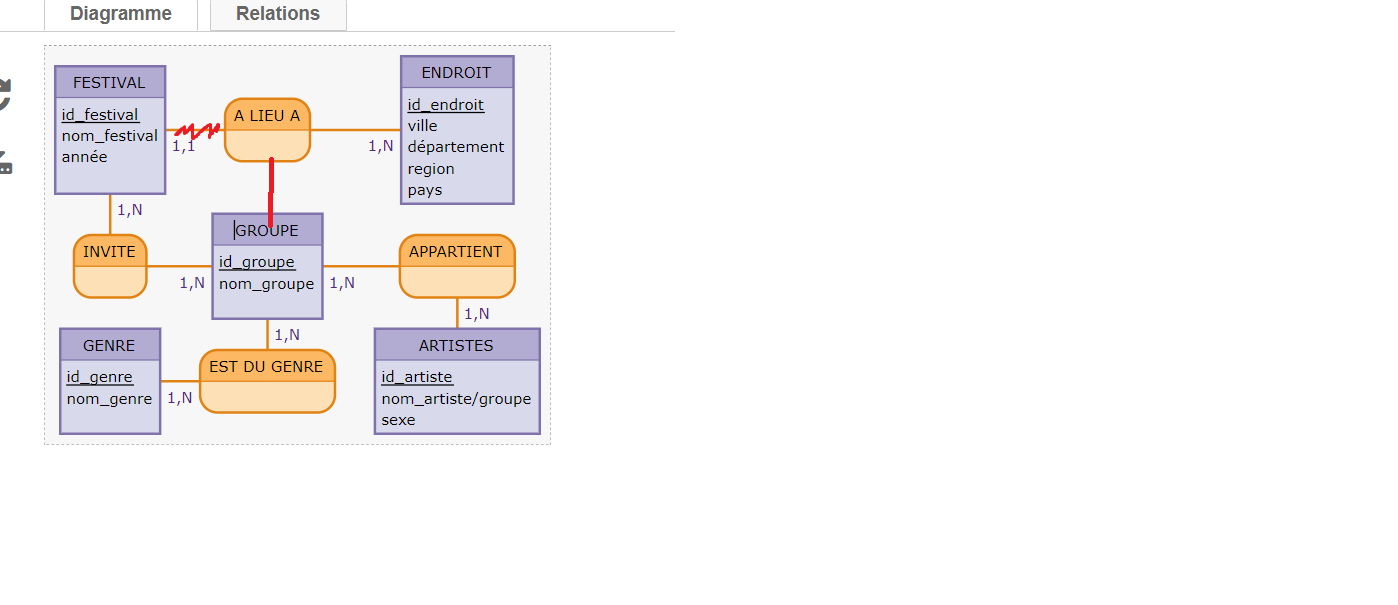 Diagramme
Relations
FESTIVAL
id_festival
nom_festival
année
1,1
A LIEU A
1,N
ENDROIT
id_endroit
ville
département
region
pays
1,N
INVITE
1,N
GROUPE
id_groupe
nom_groupe
1,N
APPARTIENT
1,N
1,N
GENRE
id_genre
nom_genre
1,N
EST DU GENRE
ARTISTES
id_artiste
nom_artiste/groupe
sexe